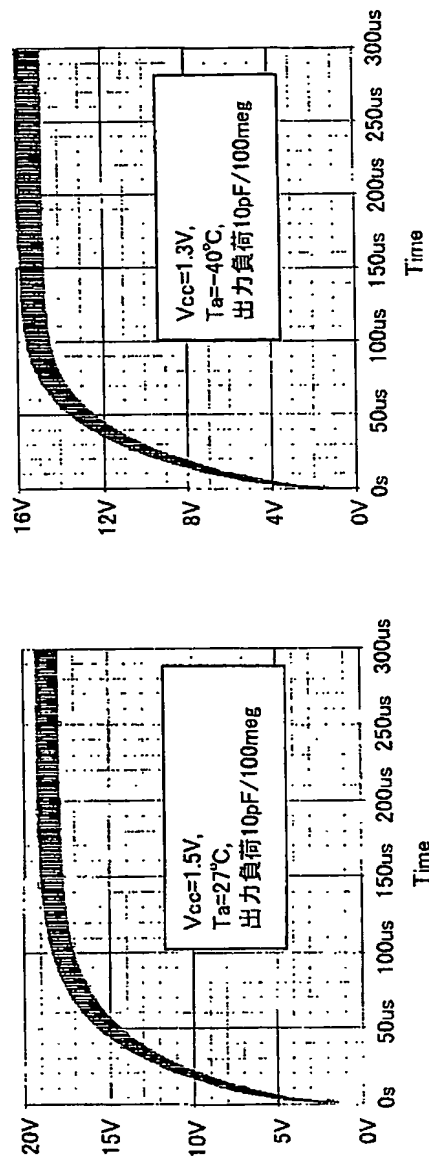 20V
15V
10V
5V
0V
0s
50us
100us
150us
200us
250us
300us
Time
Vcc=1.5V,
Ta=27°C,
出力負荷10pF/100meg
16V
12V
8V
4V
0V
0s
50us
100us
150us
200us
250us
300us
Time
Vcc=1.3V,
Ta=-40°C,
出力負荷10pF/100meg